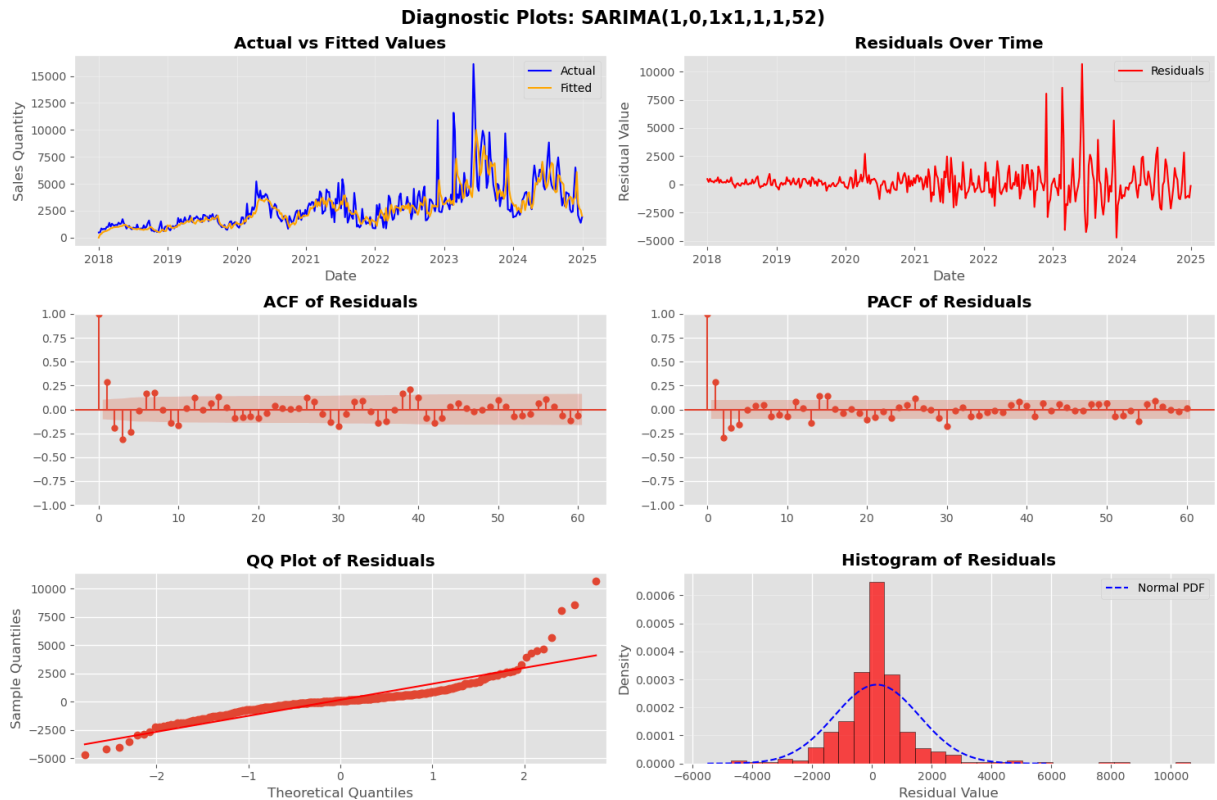 Diagnostic Plots: SARIMA(1,0,1x1,1,1,52)
Actual vs Fitted Values
Sales Quantity
15000
12500
10000
7500
5000
2500
0
Actual
Fitted
2018 2019 2020 2021 2022 2023 2024 2025
Date
Residuals Over Time
Residual Value
10000
7500
5000
2500
0
−2500
−5000
Residuals
2018 2019 2020 2021 2022 2023 2024 2025
Date
ACF of Residuals
1.00
0.75
0.50
0.25
0.00
−0.25
−0.50
−0.75
−1.00
0 10 20 30 40 50 60
PACF of Residuals
1.00
0.75
0.50
0.25
0.00
−0.25
−0.50
−0.75
−1.00
0 10 20 30 40 50 60
QQ Plot of Residuals
Sample Quantiles
10000
7500
5000
2500
0
−2500
−5000
−2 −1 0 1 2
Theoretical Quantiles
Histogram of Residuals
Density
0.0006
0.0005
0.0004
0.0003
0.0002
0.0001
0.0000
Normal PDF
−6000 −4000 −2000 0 2000 4000 6000 8000 10000
Residual Value